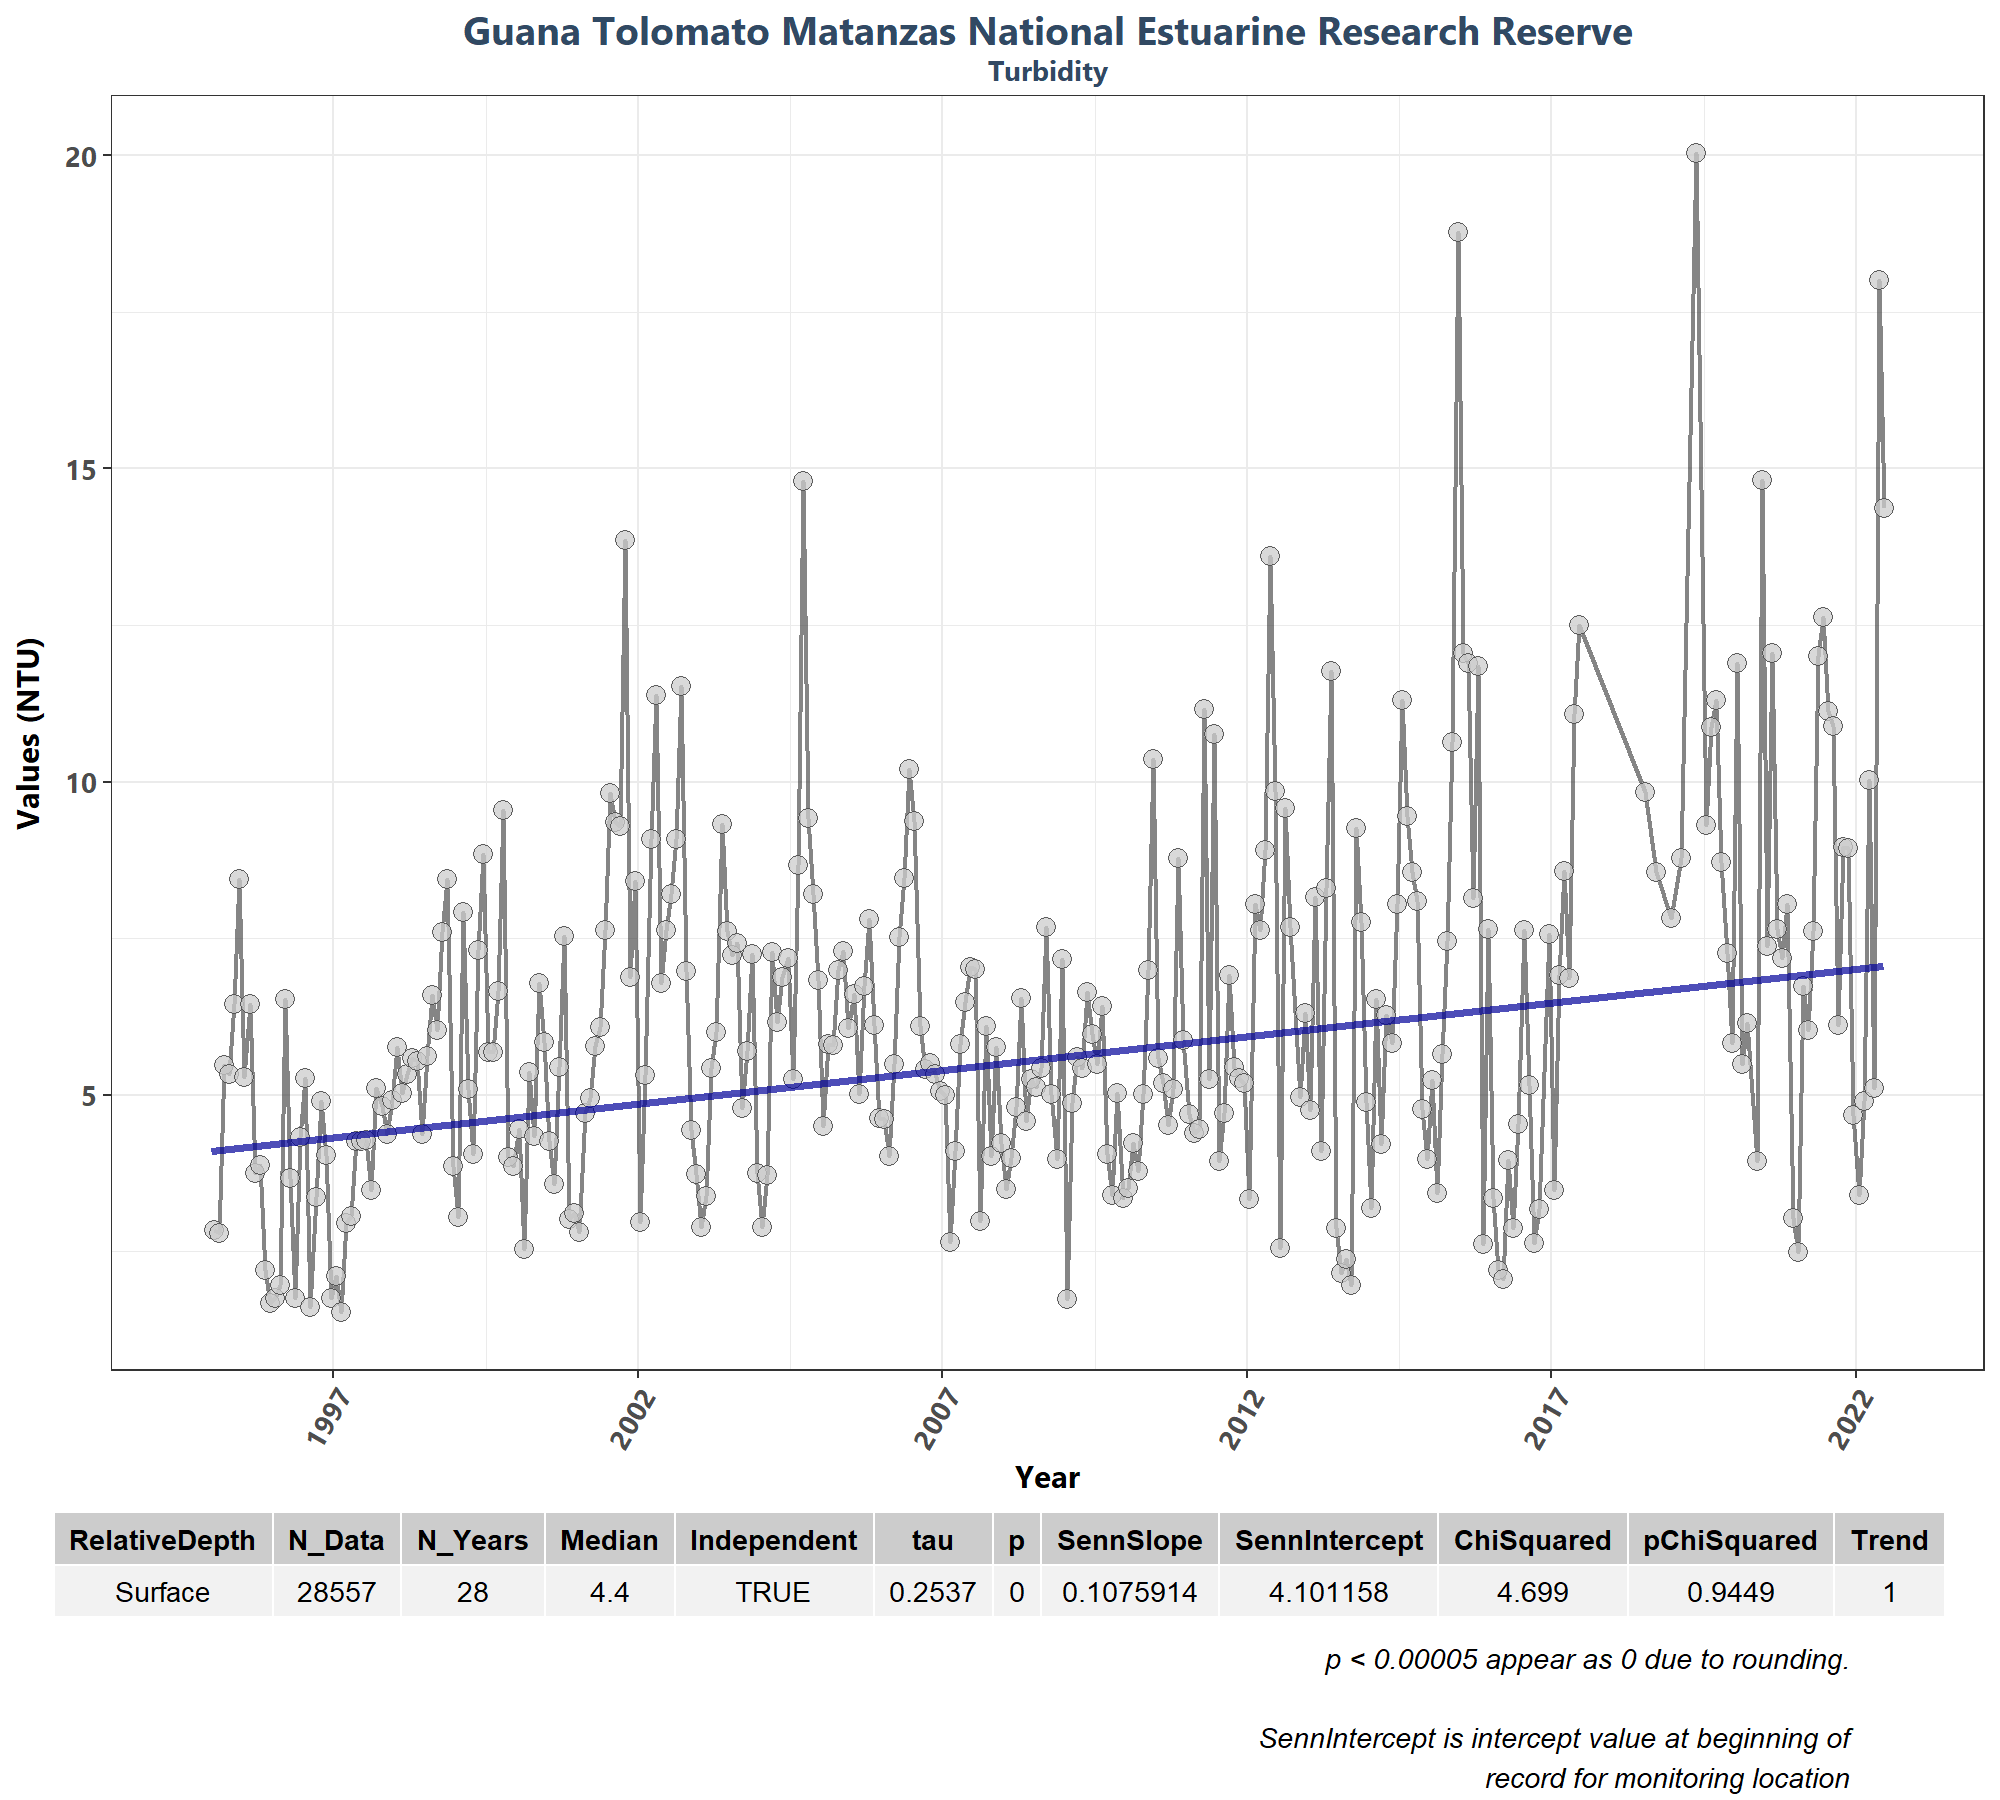 Guana Tolomato Matanzas National Estuarine Research Reserve
Turbidity
Values (NTU)
20
15
10
5
1997 2002 2007 2012 2017 2022
Year
RelativeDepth N_Data N_Years Median Independent tau p SennSlope SennIntercept ChiSquared pChiSquared Trend
Surface 28557 28 4.4 TRUE 0.2537 0 0.1075914 4.101158 4.699 0.9449 1
p < 0.00005 appear as 0 due to rounding.
SennIntercept is intercept value at beginning of
record for monitoring location